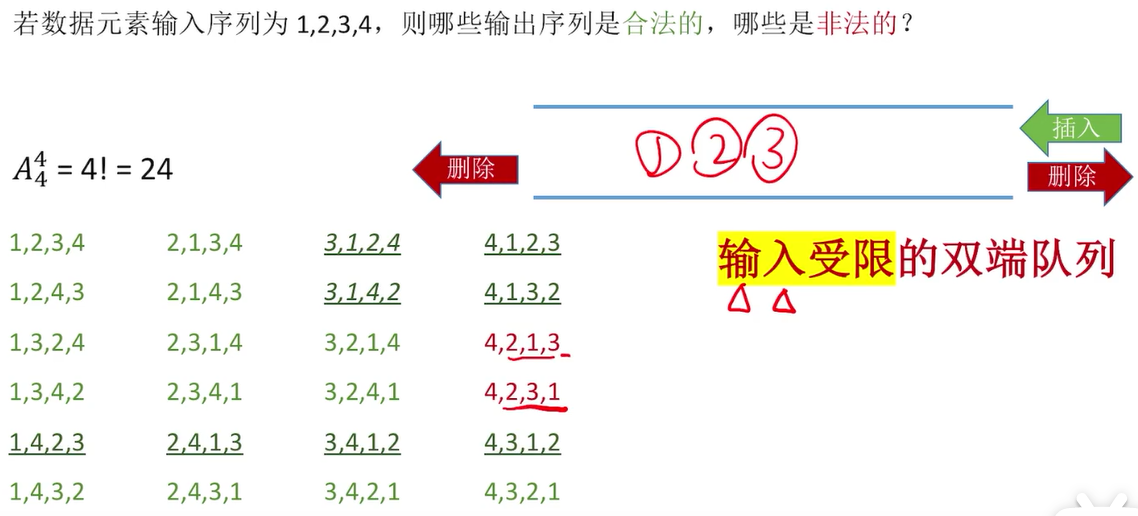 若数据元素输入序列为 1,2,3,4，则哪些输出序列是合法的，哪些是非法的？
插入
删除
删除
1 2 3
A₄⁴ = 4! = 24
输入受限的双端队列
1,2,3,4 2,1,3,4 3,1,2,4 4,1,2,3
1,2,4,3 2,1,4,3 3,1,4,2 4,1,3,2
1,3,2,4 2,3,1,4 3,2,1,4 4,2,1,3
1,3,4,2 2,3,4,1 3,2,4,1 4,2,3,1
1,4,2,3 2,4,1,3 3,4,1,2 4,3,1,2
1,4,3,2 2,4,3,1 3,4,2,1 4,3,2,1